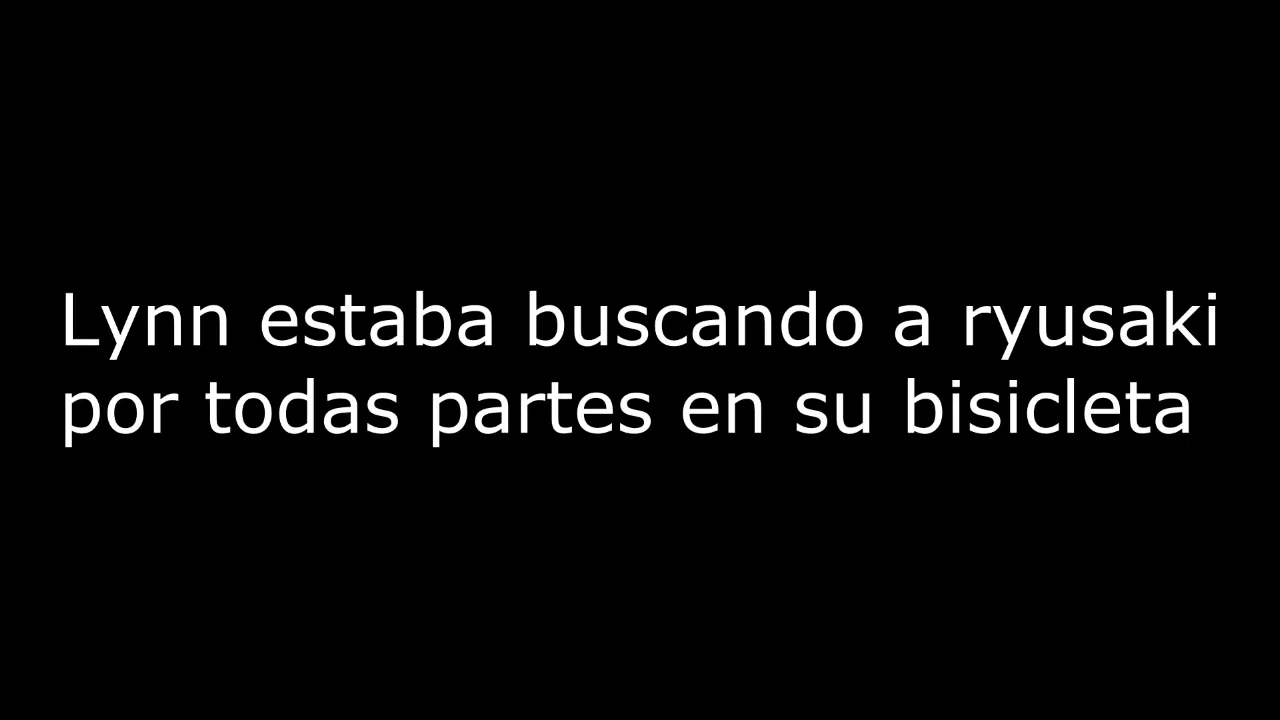 Lynn estaba buscando a ryusaki
por todas partes en su bisicleta